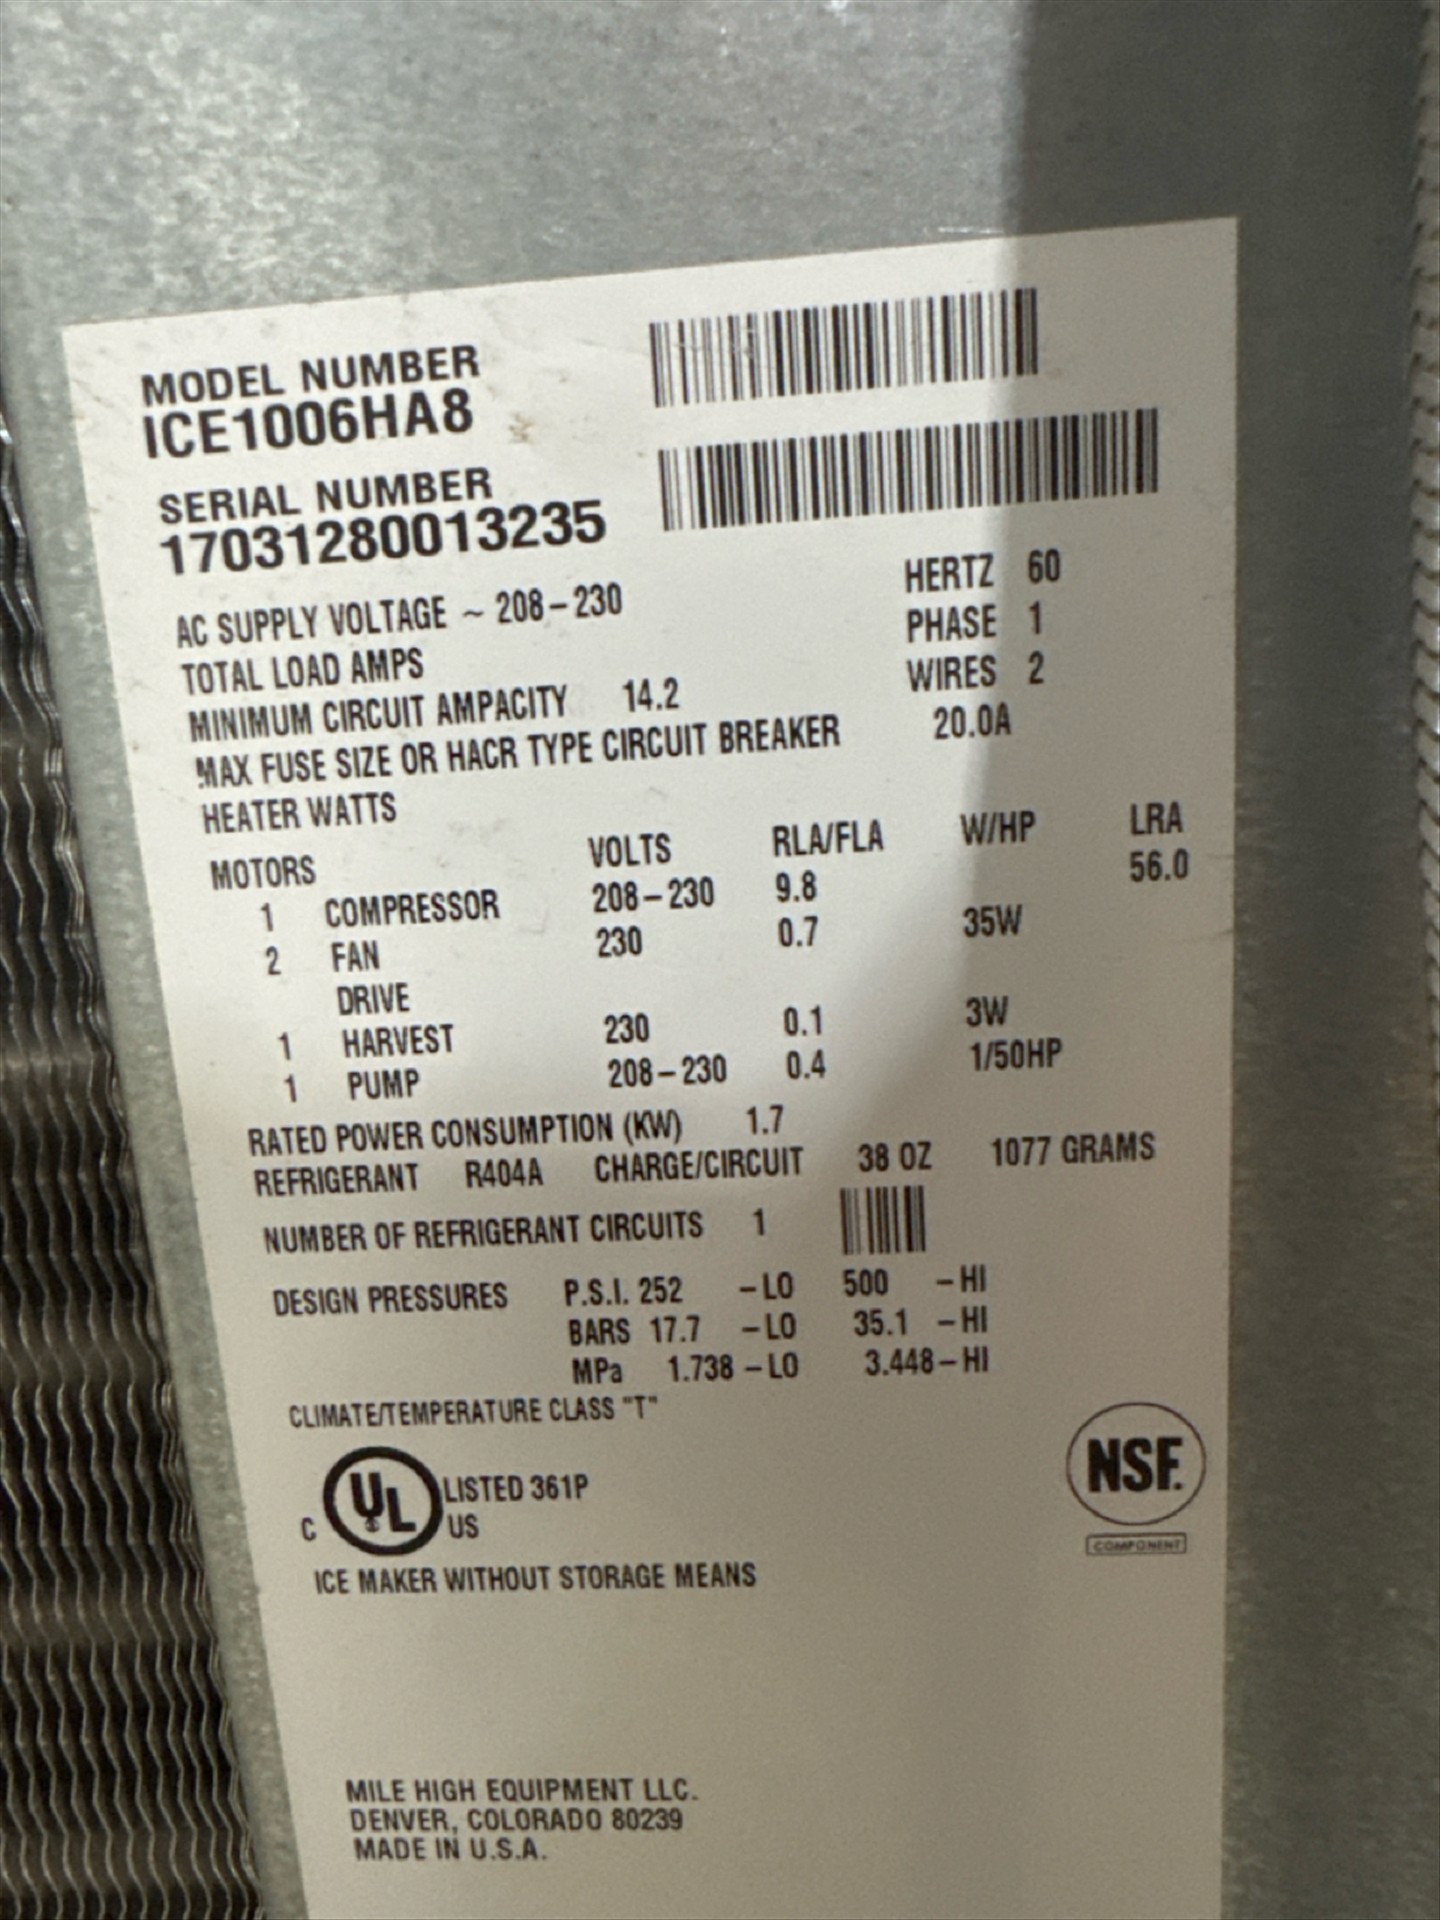 MODEL NUMBER
ICE1006HA8
SERIAL NUMBER
17031280013235
AC SUPPLY VOLTAGE ~ 208-230 HERTZ 60
TOTAL LOAD AMPS PHASE 1
MINIMUM CIRCUIT AMPACITY 14.2 WIRES 2
MAX FUSE SIZE OR HACR TYPE CIRCUIT BREAKER 20.0A
HEATER WATTS
MOTORS VOLTS RLA/FLA W/HP LRA
1 COMPRESSOR 208-230 9.8 56.0
2 FAN 230 0.7 35W
DRIVE
1 HARVEST 230 0.1 3W
1 PUMP 208-230 0.4 1/50HP
RATED POWER CONSUMPTION (KW) 1.7
REFRIGERANT R404A CHARGE/CIRCUIT 38 OZ 1077 GRAMS
NUMBER OF REFRIGERANT CIRCUITS 1
DESIGN PRESSURES P.S.I. 252 -LO 500 -HI
BARS 17.7 -LO 35.1 -HI
MPa 1.738 -LO 3.448-HI
CLIMATE/TEMPERATURE CLASS "T"
C UL LISTED 361P
US
NSF.
COMPONENT
ICE MAKER WITHOUT STORAGE MEANS
MILE HIGH EQUIPMENT LLC.
DENVER, COLORADO 80239
MADE IN U.S.A.